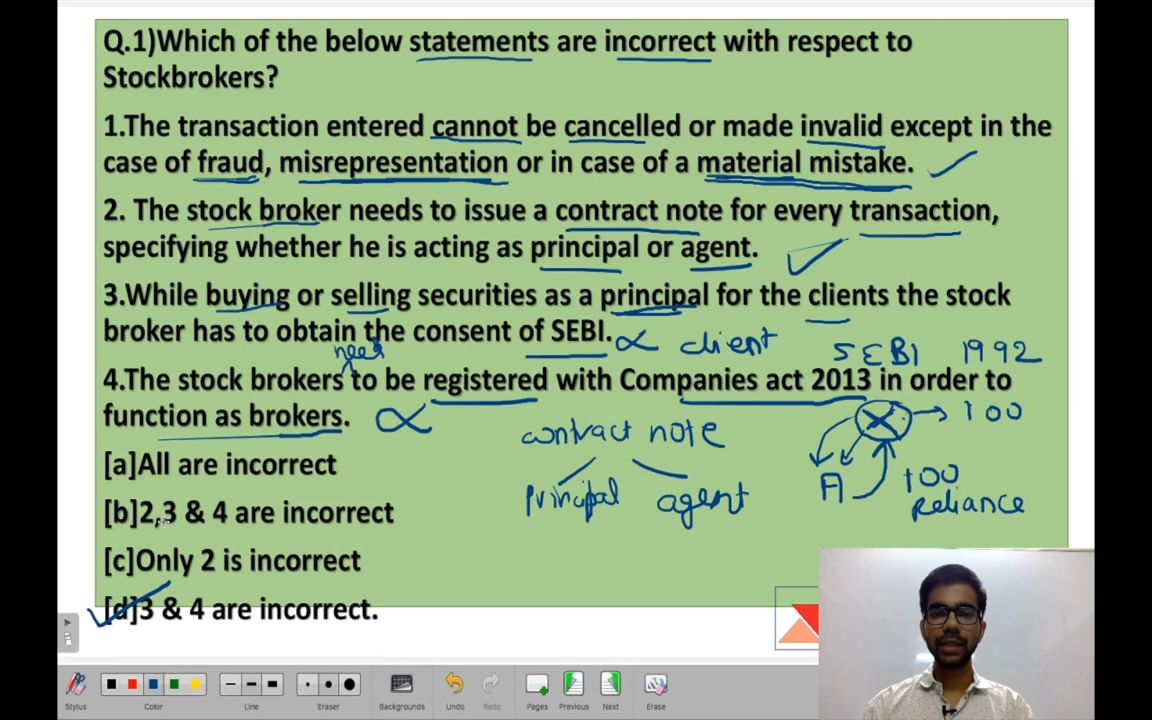 Q.1)Which of the below statements are incorrect with respect to
Stockbrokers?
1.The transaction entered cannot be cancelled or made invalid except in the
case of fraud, misrepresentation or in case of a material mistake.
2. The stock broker needs to issue a contract note for every transaction,
specifying whether he is acting as principal or agent.
3.While buying or selling securities as a principal for the clients the stock
broker has to obtain the consent of SEBI.
client
SEBI 1992
need
4.The stock brokers to be registered with Companies act 2013 in order to
function as brokers.
100
contract note
principal agent
A
100
Reliance
[a]All are incorrect
[b]2,3 & 4 are incorrect
[c]Only 2 is incorrect
[d]3 & 4 are incorrect.
Stylus
Color
Line
Eraser
Backgrounds
Undo
Redo
Pages
Previous
Next
Erase